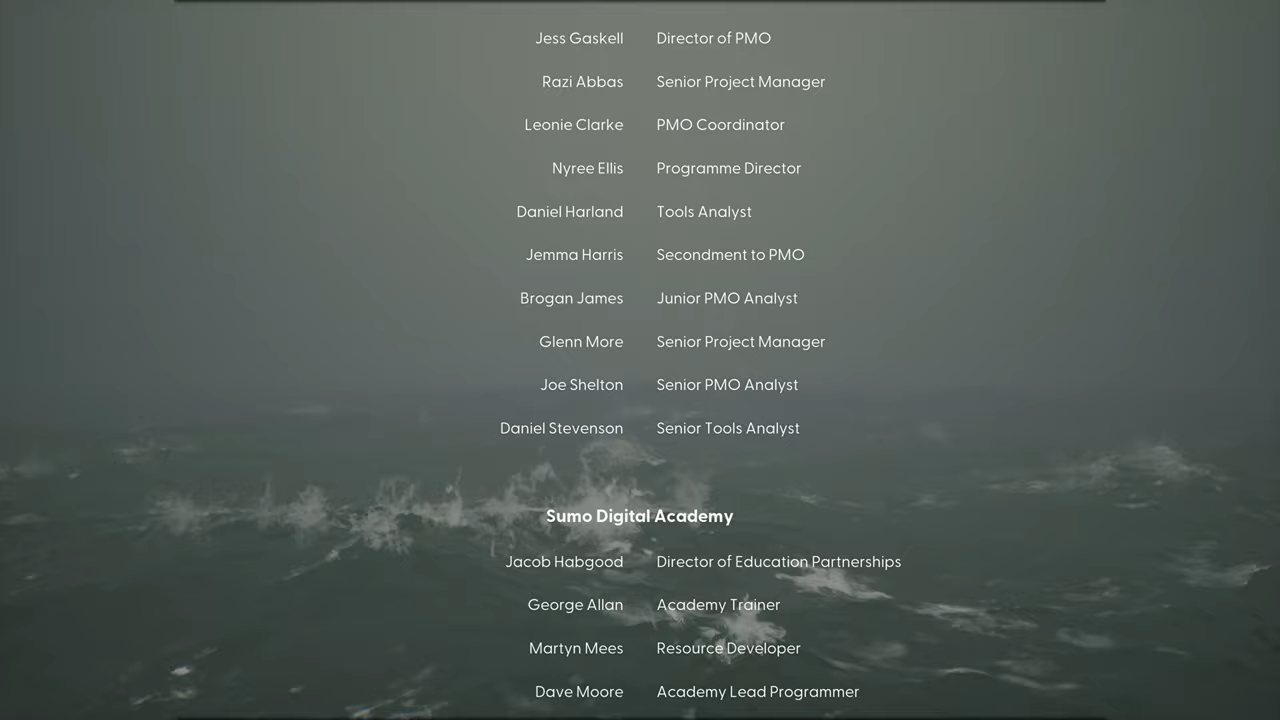 Jess Gaskell Director of PMO
Razi Abbas Senior Project Manager
Leonie Clarke PMO Coordinator
Nyree Ellis Programme Director
Daniel Harland Tools Analyst
Jemma Harris Secondment to PMO
Brogan James Junior PMO Analyst
Glenn More Senior Project Manager
Joe Shelton Senior PMO Analyst
Daniel Stevenson Senior Tools Analyst
Sumo Digital Academy
Jacob Habgood Director of Education Partnerships
George Allan Academy Trainer
Martyn Mees Resource Developer
Dave Moore Academy Lead Programmer